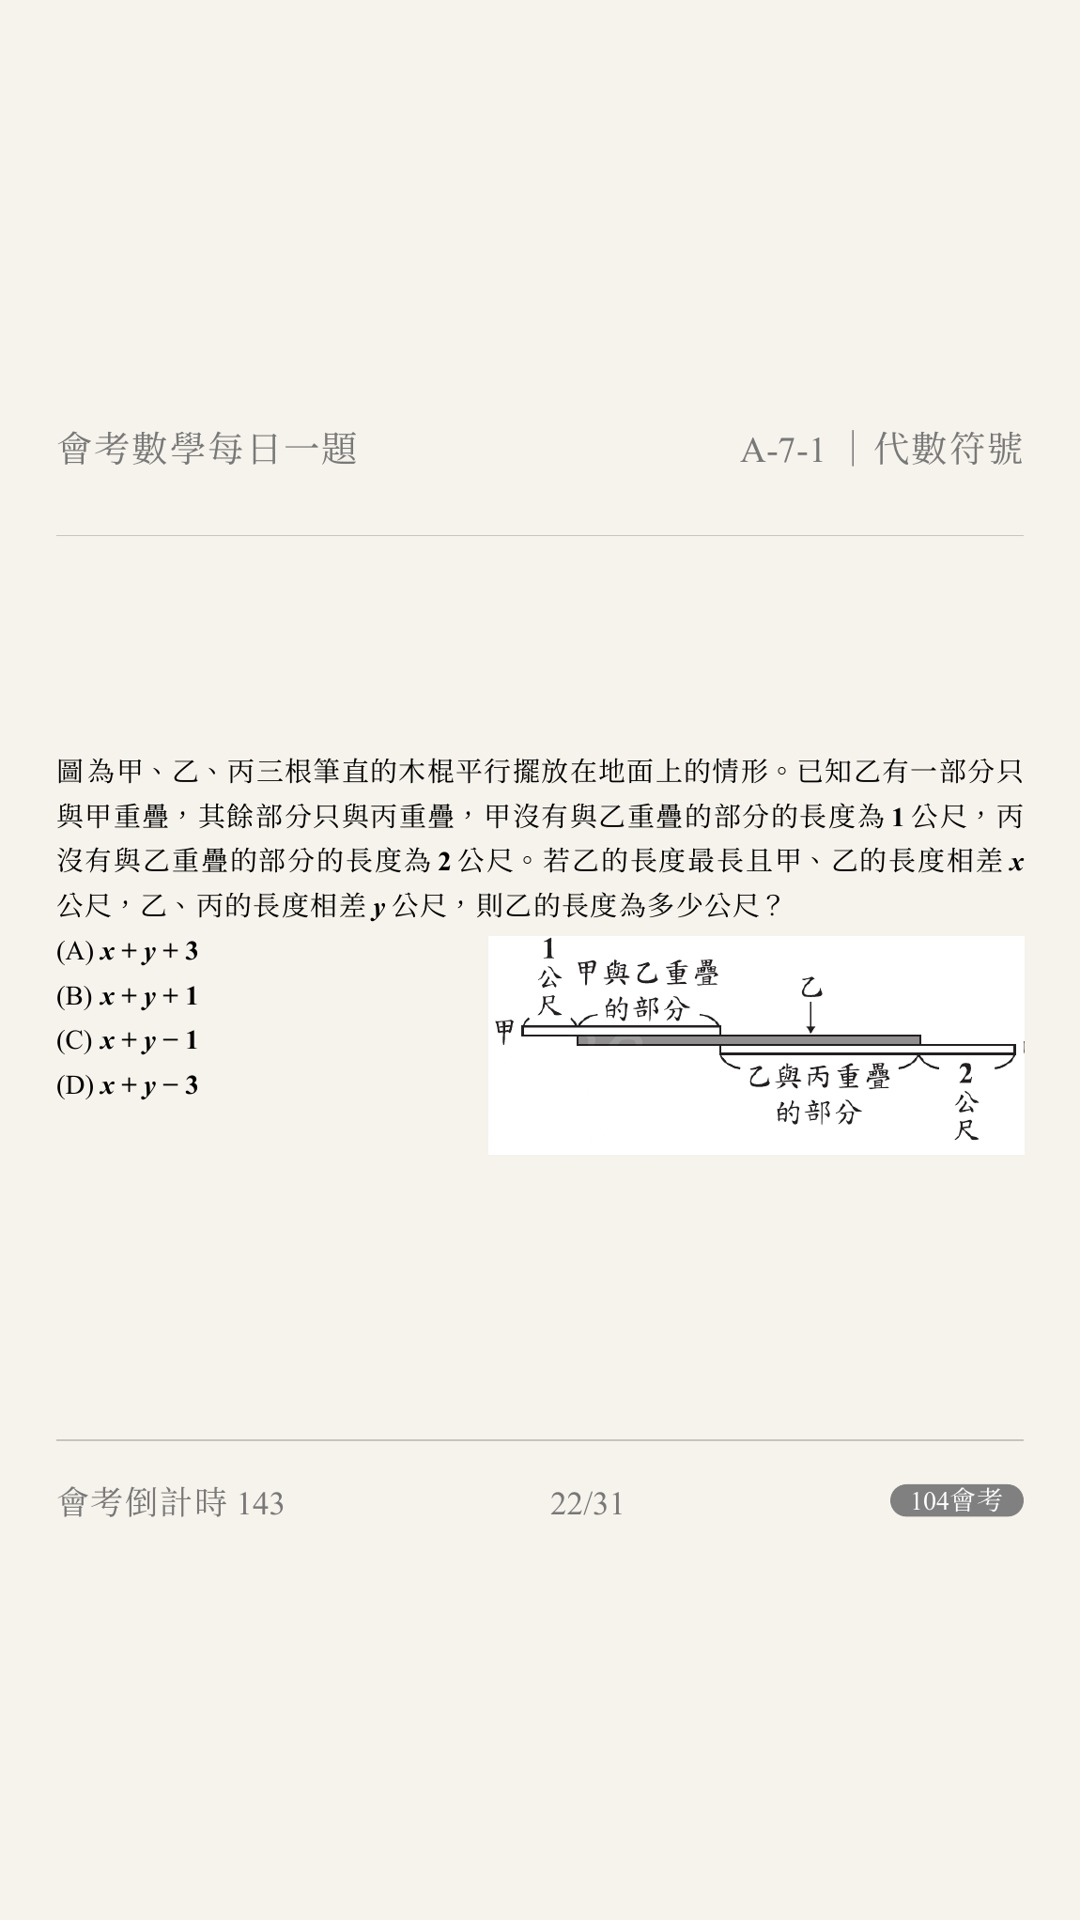 會考數學每日一題
A-7-1｜代數符號
圖為甲、乙、丙三根筆直的木棍平行擺放在地面上的情形。已知乙有一部分只
與甲重疊，其餘部分只與丙重疊，甲沒有與乙重疊的部分的長度為 1 公尺，丙
沒有與乙重疊的部分的長度為 2 公尺。若乙的長度最長且甲、乙的長度相差 x
公尺，乙、丙的長度相差 y 公尺，則乙的長度為多少公尺？
(A) x + y + 3
(B) x + y + 1
(C) x + y − 1
(D) x + y − 3
1
公
尺
甲與乙重疊
的部分
乙
甲
乙與丙重疊
的部分
2
公
尺
會考倒計時 143
22/31
104會考